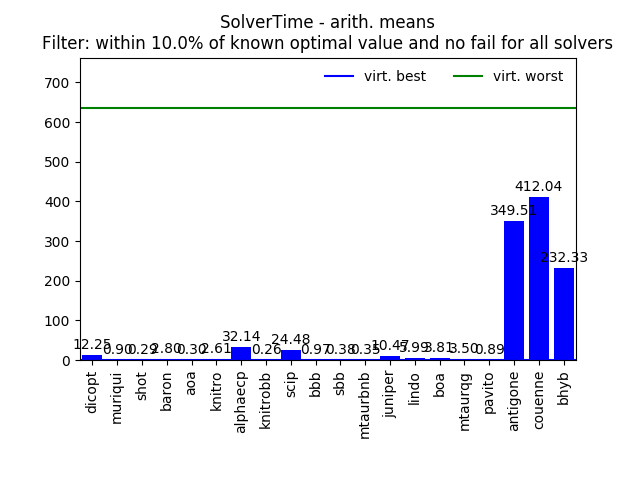 SolverTime - arith. means
Filter: within 10.0% of known optimal value and no fail for all solvers
virt. best
virt. worst
700
600
500
400
300
200
100
0
12.25
0.90
0.29
2.80
0.30
2.61
32.14
0.26
24.48
0.97
0.38
0.35
10.47
5.99
3.81
3.50
0.89
349.51
412.04
232.33
dicopt
muriqui
shot
baron
aoa
knitro
alphaecp
knitrobb
scip
bbb
sbb
mtaurbnb
juniper
lindo
boa
mtaurqg
pavito
antigone
couenne
bhyb